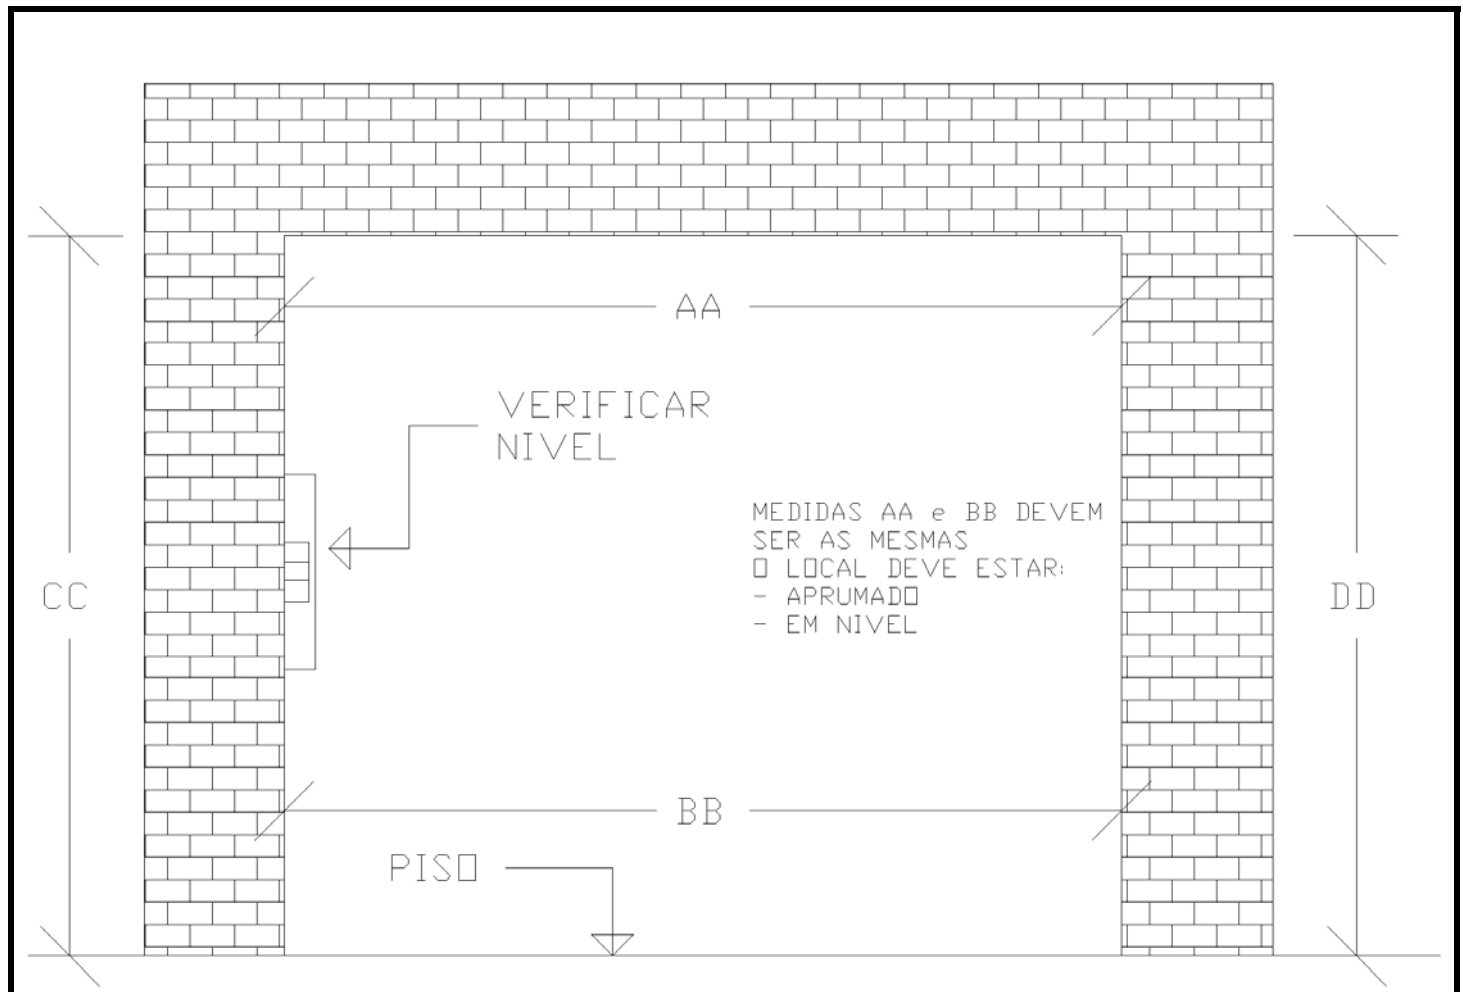 AA
VERIFICAR
NIVEL
MEDIDAS AA e BB DEVEM
SER AS MESMAS
O LOCAL DEVE ESTAR:
- APRUMADO
- EM NIVEL
CC
DD
BB
PISO